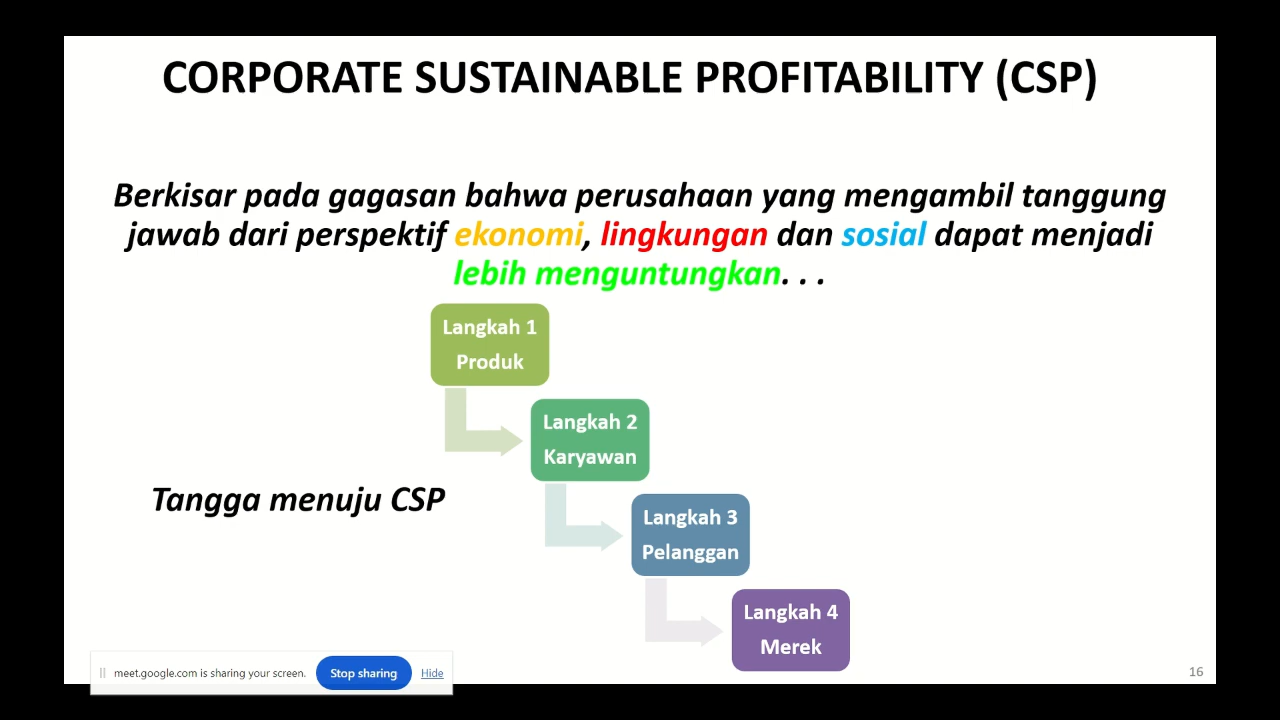 CORPORATE SUSTAINABLE PROFITABILITY (CSP)
Berkisar pada gagasan bahwa perusahaan yang mengambil tanggung
jawab dari perspektif ekonomi, lingkungan dan sosial dapat menjadi
lebih menguntungkan. . .
Langkah 1
Produk
Langkah 2
Karyawan
Tangga menuju CSP
Langkah 3
Pelanggan
Langkah 4
Merek
meet.google.com is sharing your screen. Stop sharing Hide
16